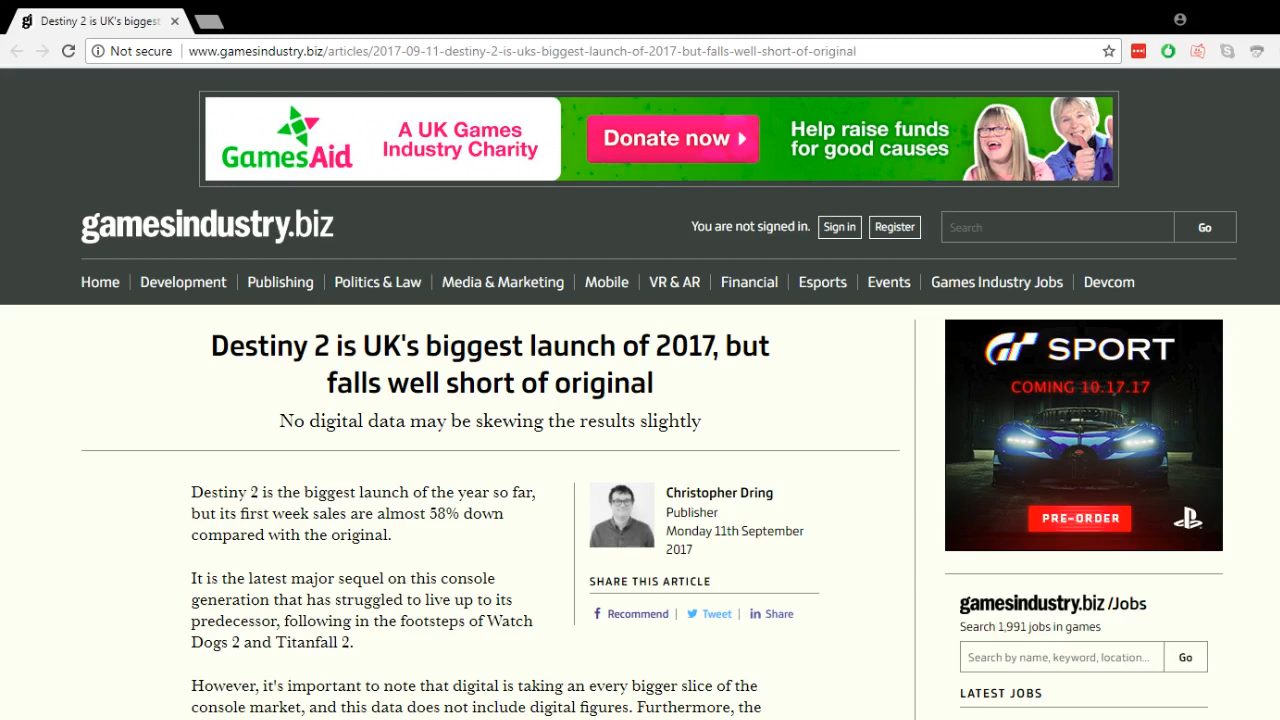 Destiny 2 is UK's biggest
Not secure
www.gamesindustry.biz/articles/2017-09-11-destiny-2-is-uks-biggest-launch-of-2017-but-falls-well-short-of-original
GamesAid
A UK Games
Industry Charity
Donate now
Help raise funds
for good causes
gamesindustry.biz
You are not signed in.
Sign in
Register
Search
Go
Home
Development
Publishing
Politics & Law
Media & Marketing
Mobile
VR & AR
Financial
Esports
Events
Games Industry Jobs
Devcom
Destiny 2 is UK's biggest launch of 2017, but
falls well short of original
No digital data may be skewing the results slightly
Destiny 2 is the biggest launch of the year so far,
but its first week sales are almost 58% down
compared with the original.
It is the latest major sequel on this console
generation that has struggled to live up to its
predecessor, following in the footsteps of Watch
Dogs 2 and Titanfall 2.
However, it's important to note that digital is taking an every bigger slice of the
console market, and this data does not include digital figures. Furthermore, the
Christopher Dring
Publisher
Monday 11th September
2017
SHARE THIS ARTICLE
Recommend
Tweet
Share
GT SPORT
COMING 10.17.17
PRE-ORDER
gamesindustry.biz /Jobs
Search 1,991 jobs in games
Search by name, keyword, location...
Go
LATEST JOBS